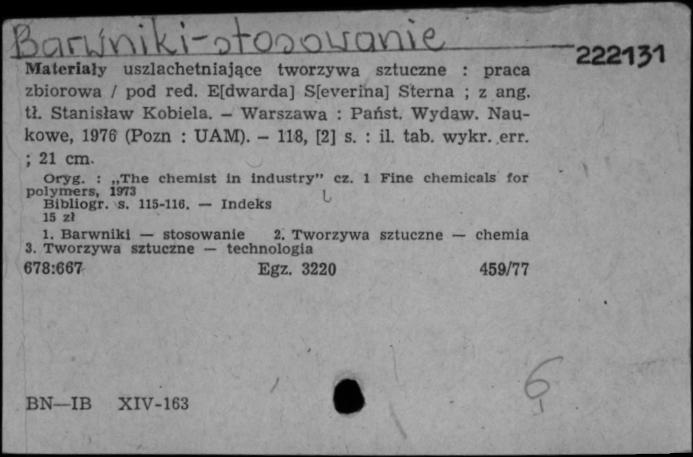 Barwniki-stosowanie
222131
Materiały uszlachetniające tworzywa sztuczne : praca
zbiorowa / pod red. E[dwarda] S[everina] Sterna ; z ang.
tł. Stanisław Kobiela. – Warszawa : Państ. Wydaw. Nau-
kowe, 1976 (Pozn : UAM). – 118, [2] s. : il. tab. wykr. err.
; 21 cm.
Oryg. : „The chemist in industry” cz. 1 Fine chemicals for
polymers, 1973
Bibliogr. s. 115-116. — Indeks
15 zł
1. Barwniki — stosowanie 2. Tworzywa sztuczne — chemia
3. Tworzywa sztuczne — technologia
678:667 Egz. 3220 459/77
BN—IB XIV-163